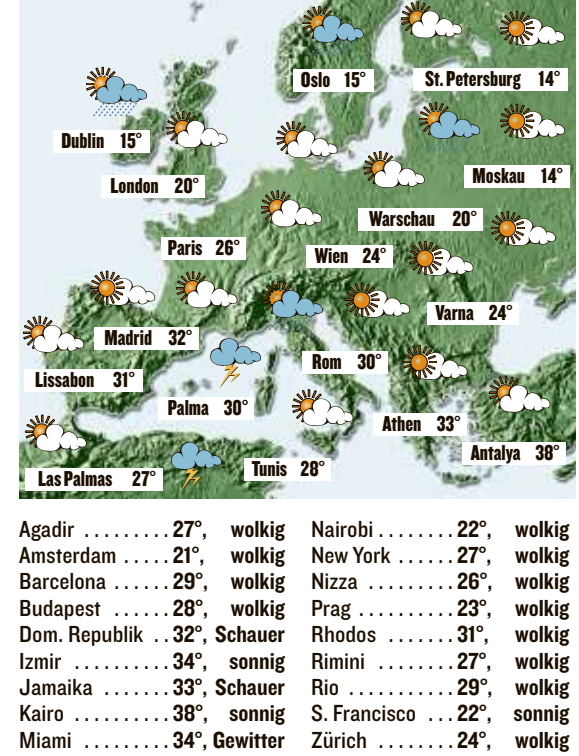 Oslo 15°
St. Petersburg 14°
Dublin 15°
London 20°
Moskau 14°
Warschau 20°
Paris 26°
Wien 24°
Madrid 32°
Varna 24°
Lissabon 31°
Rom 30°
Palma 30°
Athen 33°
Antalya 38°
Las Palmas 27°
Tunis 28°
Agadir ......... 27°, wolkig
Amsterdam ..... 21°, wolkig
Barcelona ...... 29°, wolkig
Budapest ...... 28°, wolkig
Dom. Republik .. 32°, Schauer
Izmir .......... 34°, sonnig
Jamaika ....... 33°, Schauer
Kairo .......... 38°, sonnig
Miami ......... 34°, Gewitter
Nairobi ........ 22°, wolkig
New York ...... 27°, wolkig
Nizza ......... 26°, wolkig
Prag .......... 23°, wolkig
Rhodos ....... 31°, wolkig
Rimini ........ 27°, wolkig
Rio ........... 29°, wolkig
S. Francisco ... 22°, sonnig
Zürich ........ 24°, wolkig